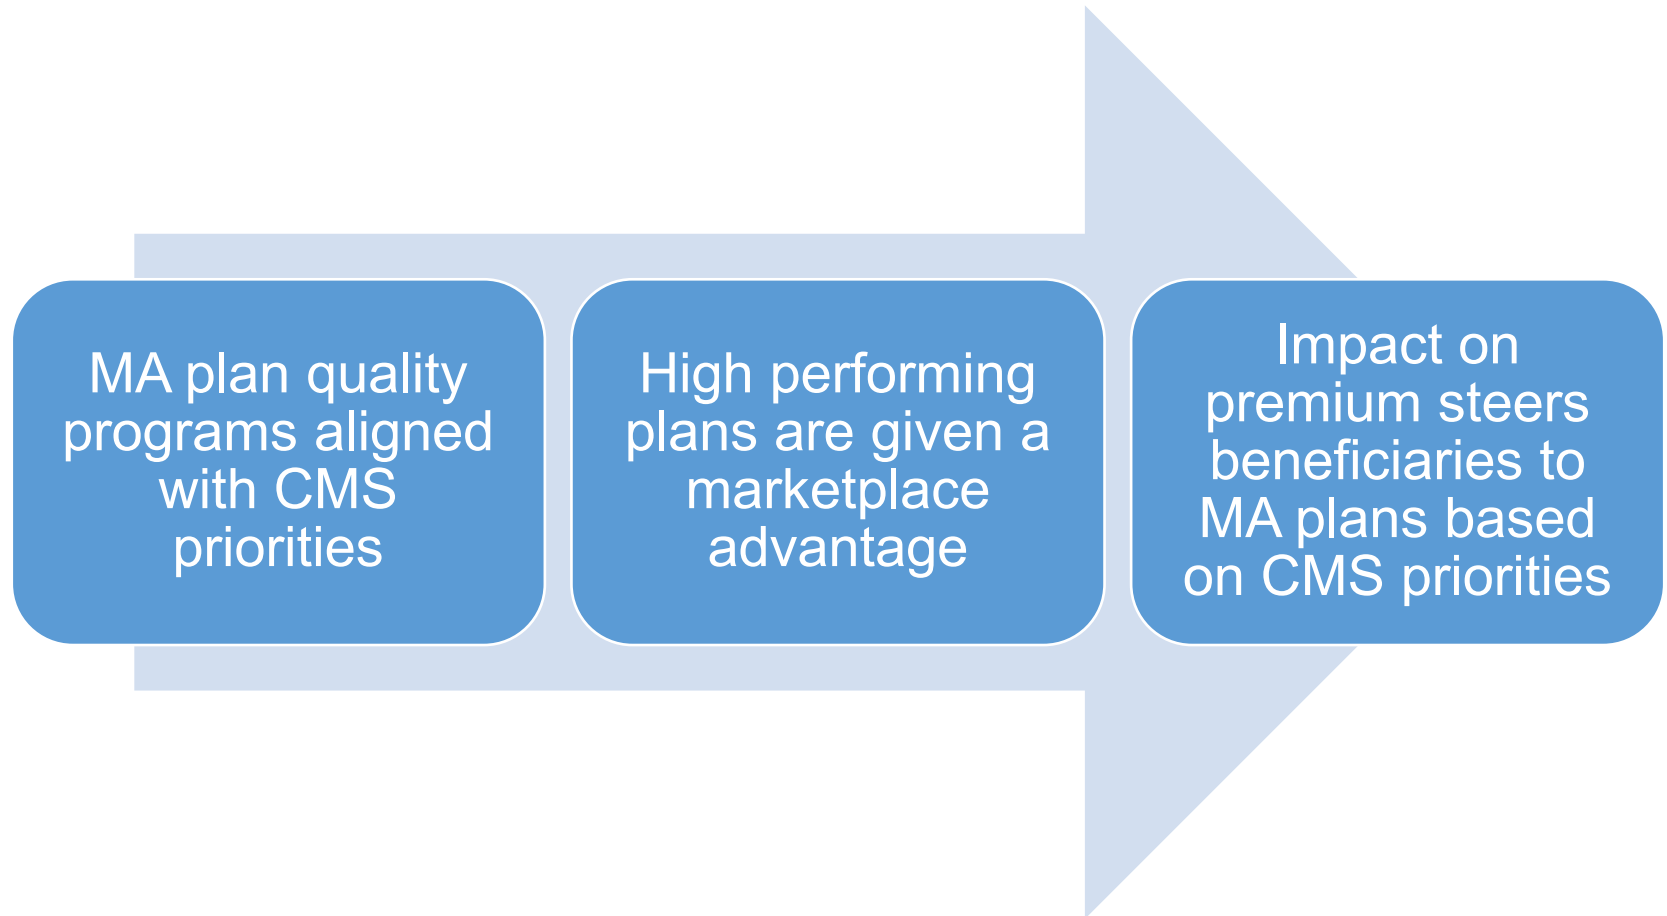 MA plan quality
programs aligned
with CMS
priorities
High performing
plans are given a
marketplace
advantage
Impact on
premium steers
beneficiaries to
MA plans based
on CMS priorities